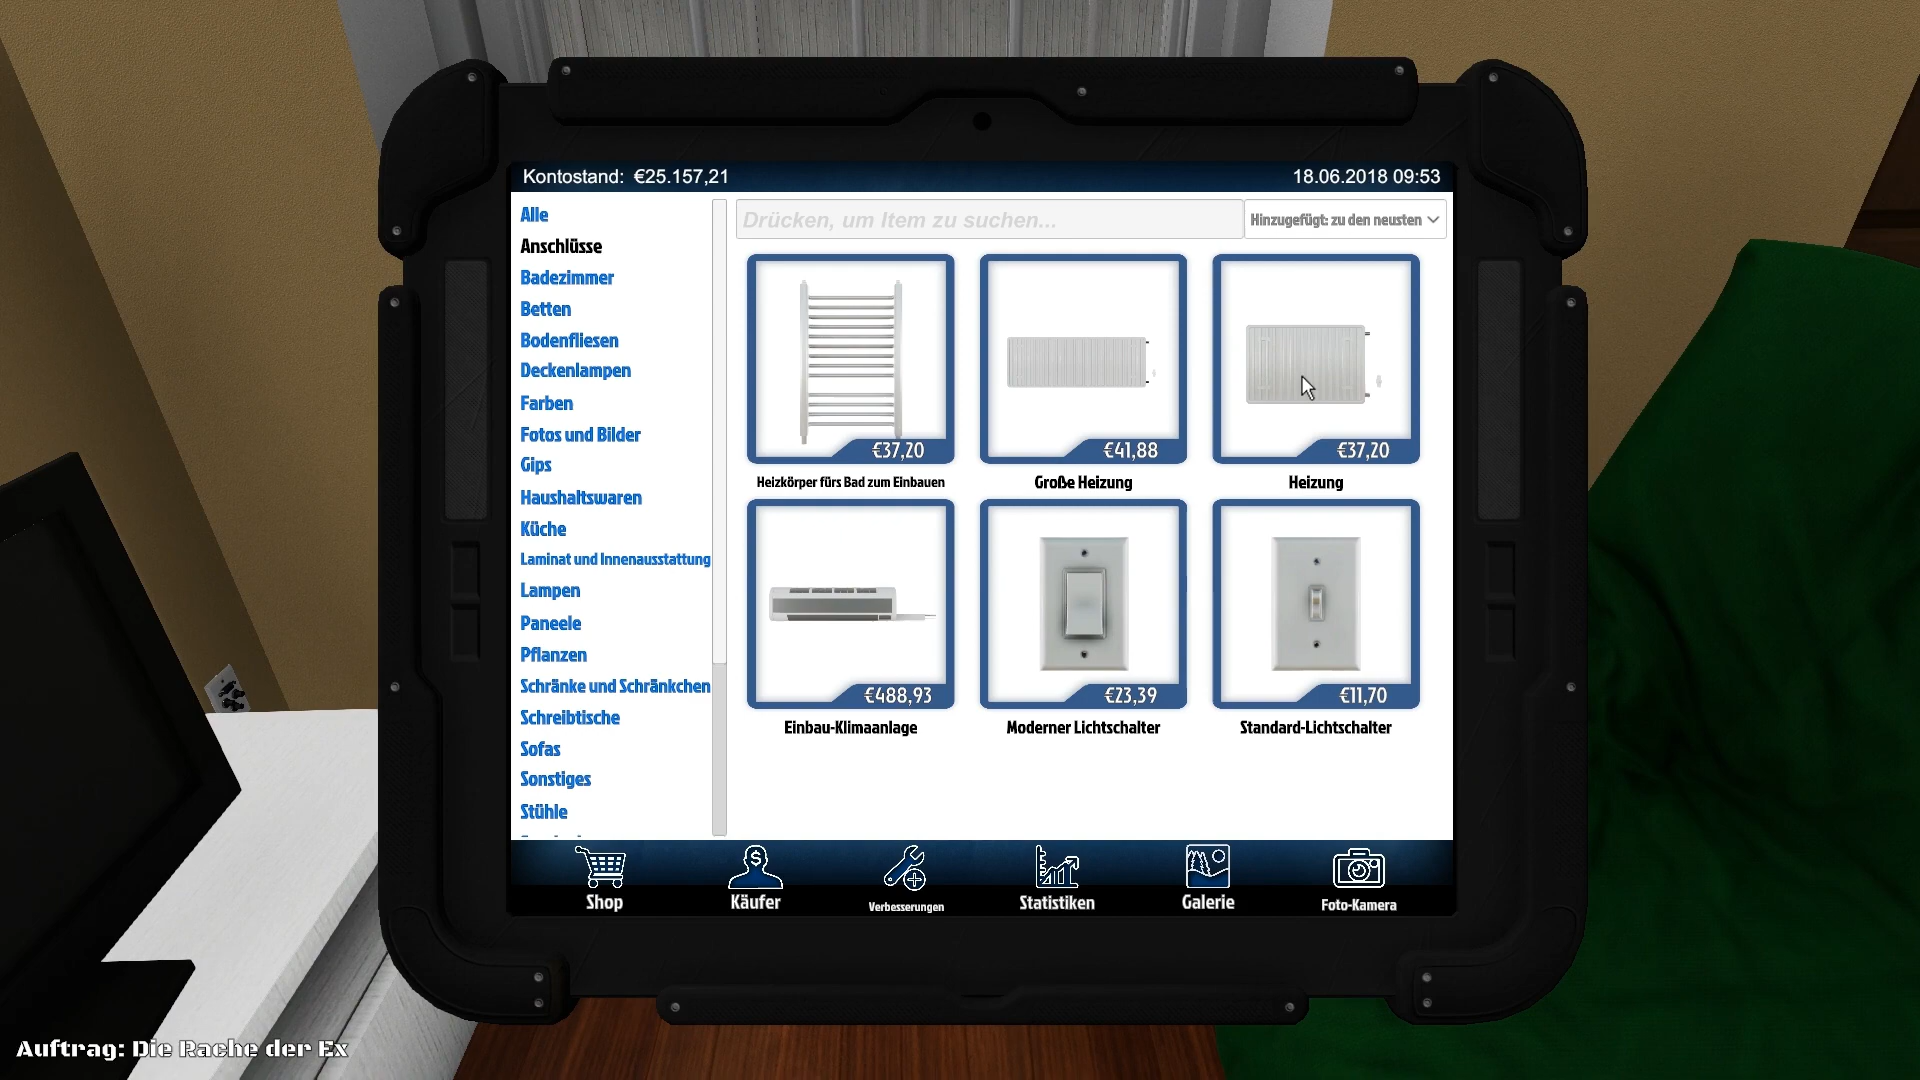 Kontostand: €25.157,21
18.06.2018 09:53
Alle
Anschlüsse
Badezimmer
Betten
Bodenfliesen
Deckenlampen
Farben
Fotos und Bilder
Gips
Haushaltswaren
Küche
Laminat und Innenausstattung
Lampen
Paneele
Pflanzen
Schränke und Schränkchen
Schreibtische
Sofas
Sonstiges
Stühle
Drücken, um Item zu suchen...
Hinzugefügt: zu den neusten
€37,20
€41,88
€37,20
Heizkörper fürs Bad zum Einbauen
Große Heizung
Heizung
€488,93
€23,39
€11,70
Einbau-Klimaanlage
Moderner Lichtschalter
Standard-Lichtschalter
Shop
Käufer
Verbesserungen
Statistiken
Galerie
Foto-Kamera
Auftrag: Die Rache der Ex